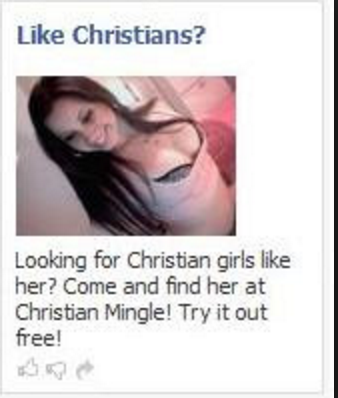 Like Christians?
Looking for Christian girls like
her? Come and find her at
Christian Mingle! Try it out
free!